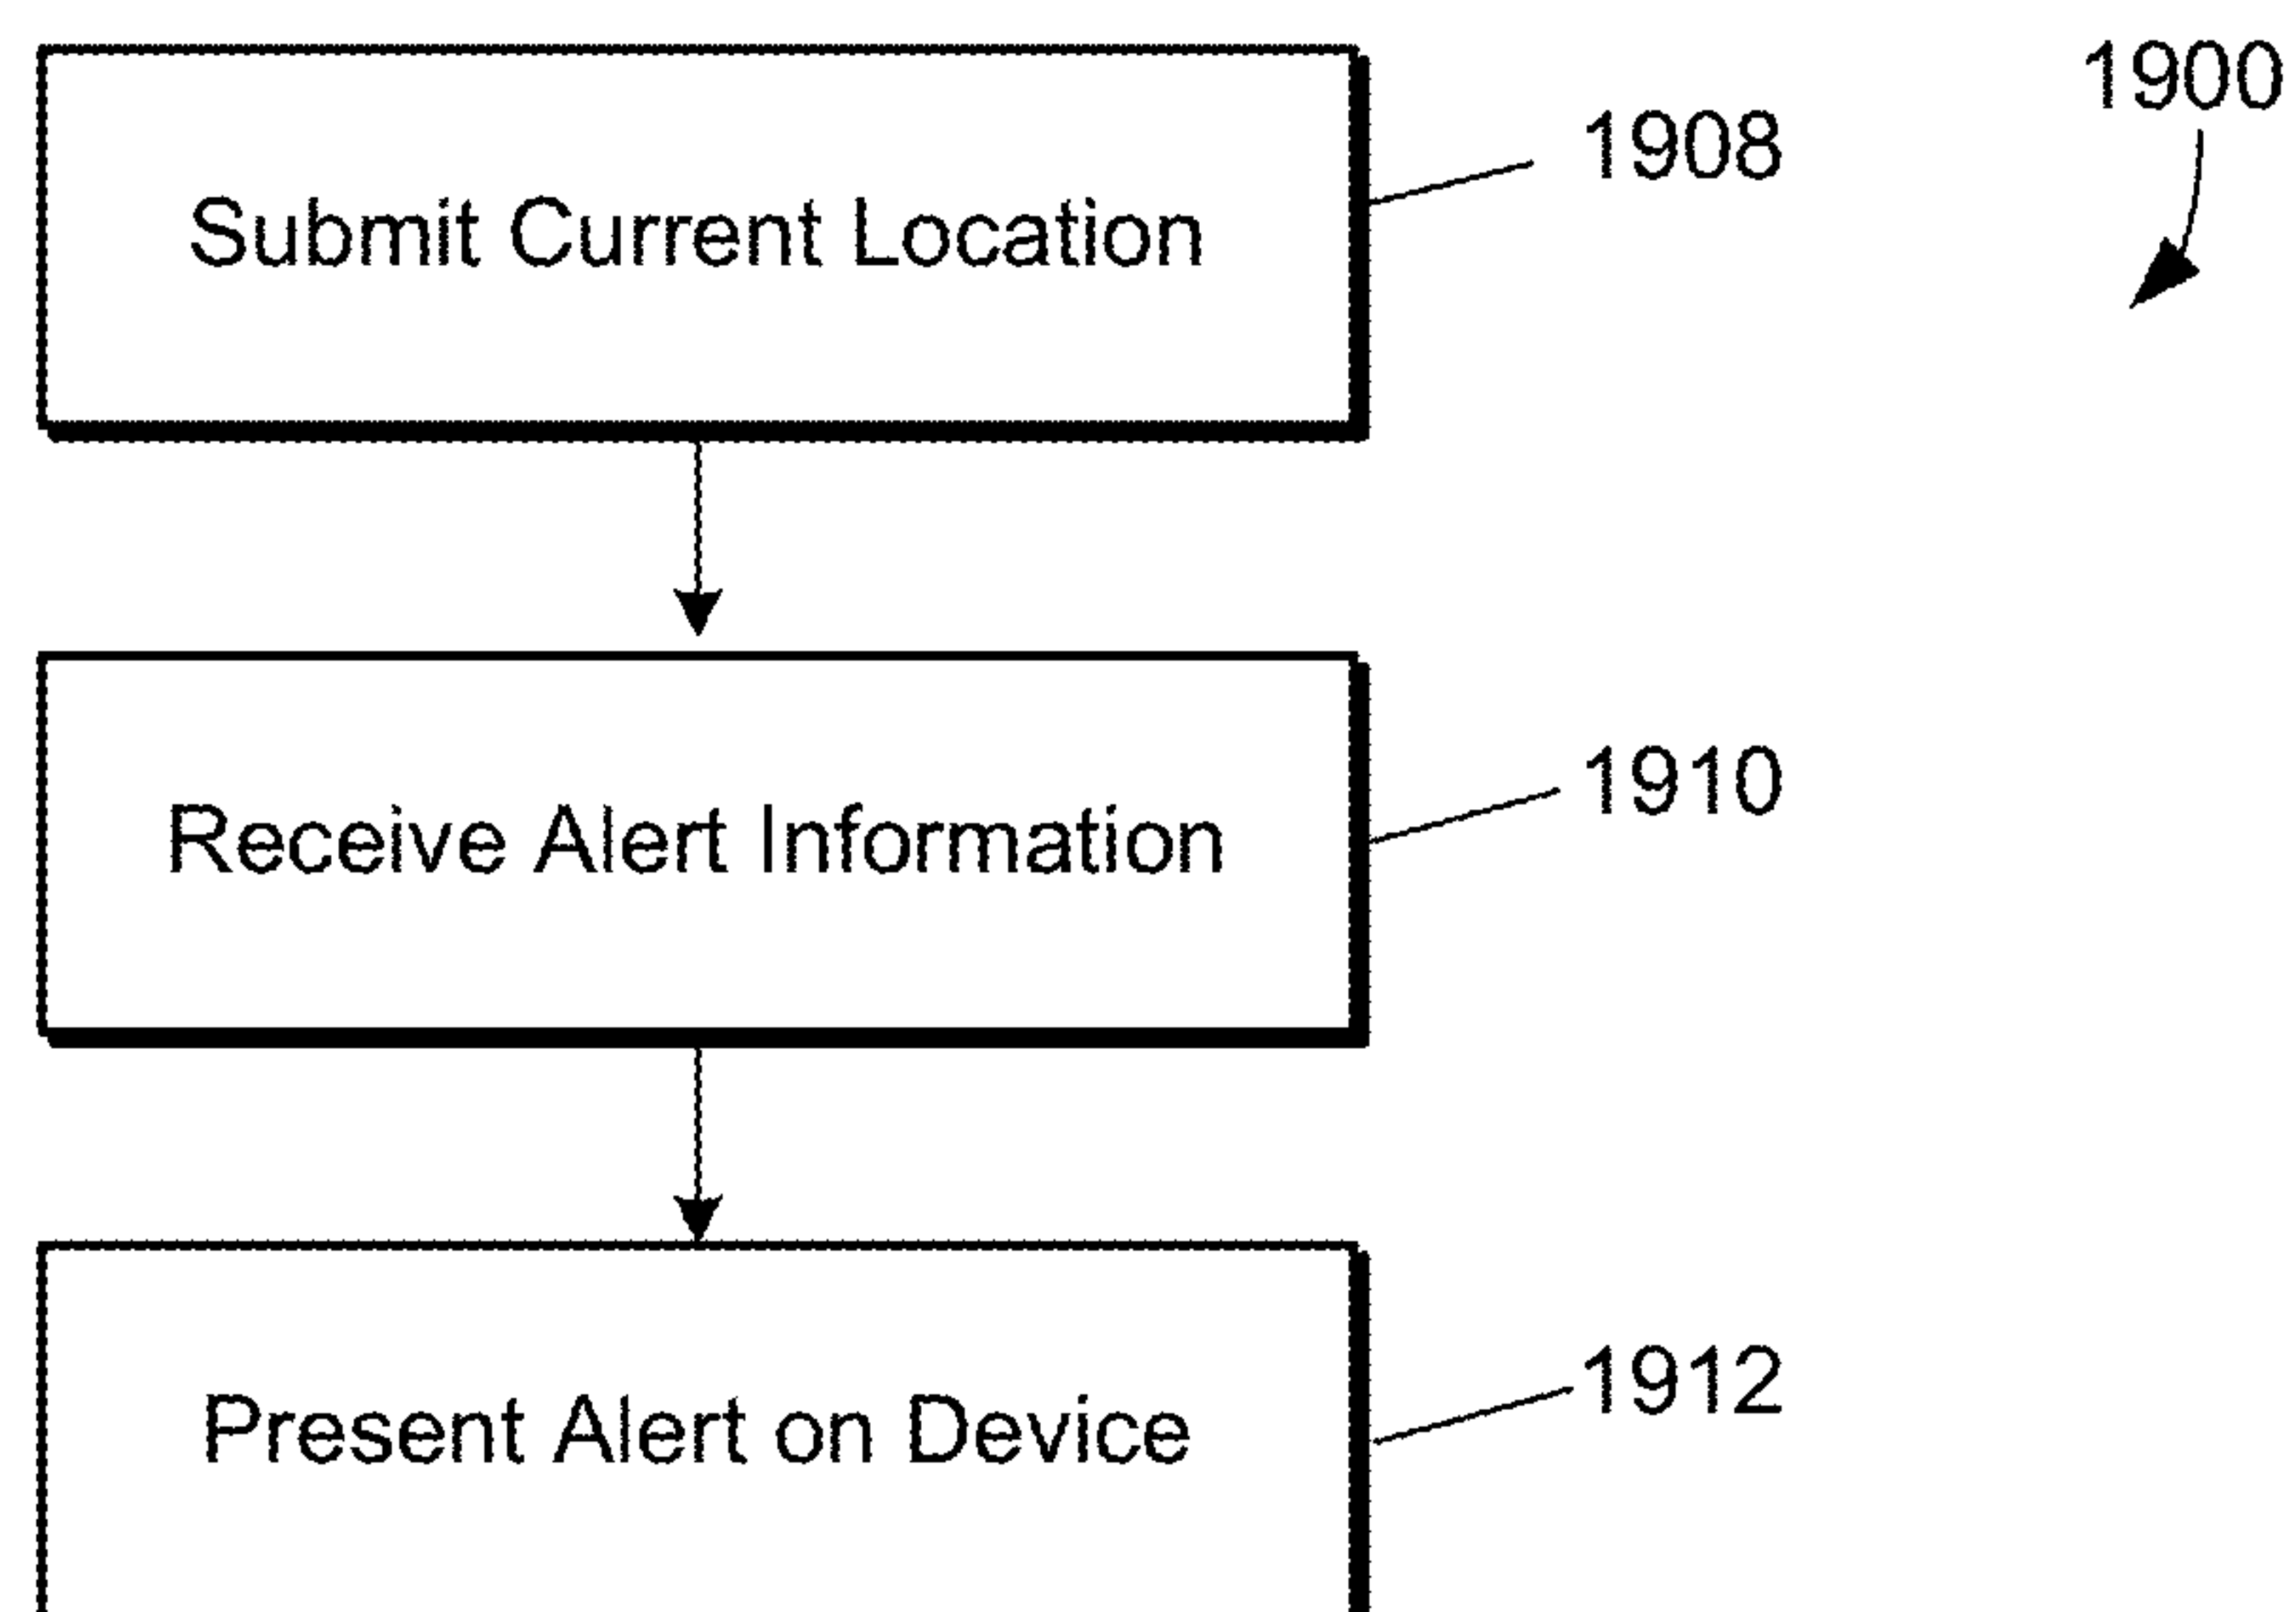 1900
1908
Submit Current Location
1910
Receive Alert Information
1912
Present Alert on Device